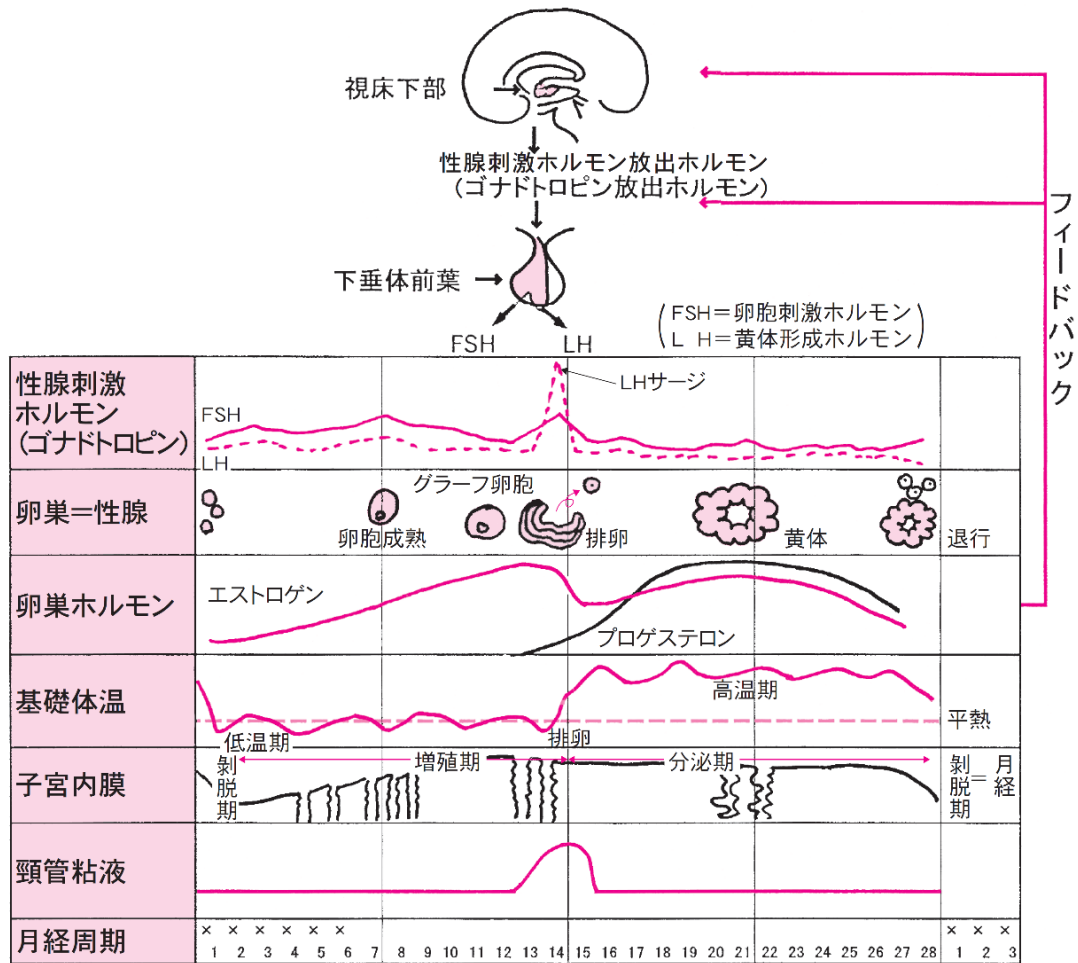 視床下部
性腺刺激ホルモン放出ホルモン
(ゴナドトロピン放出ホルモン)
フィードバック
下垂体前葉
FSH LH
(FSH=卵胞刺激ホルモン
LH=黄体形成ホルモン)
性腺刺激
ホルモン
(ゴナドトロピン)
FSH
LH
LHサージ
卵巣=性腺
グラーフ卵胞
卵胞成熟
排卵
黄体
退行
卵巣ホルモン
エストロゲン
プロゲステロン
基礎体温
低温期
排卵
高温期
平熱
子宮内膜
剝脱期
増殖期
分泌期
剝脱期=月経
頸管粘液
月経周期
× × × × × ×
1 2 3 4 5 6 7 8 9 10 11 12 13 14 15 16 17 18 19 20 21 22 23 24 25 26 27 28
× × ×
1 2 3